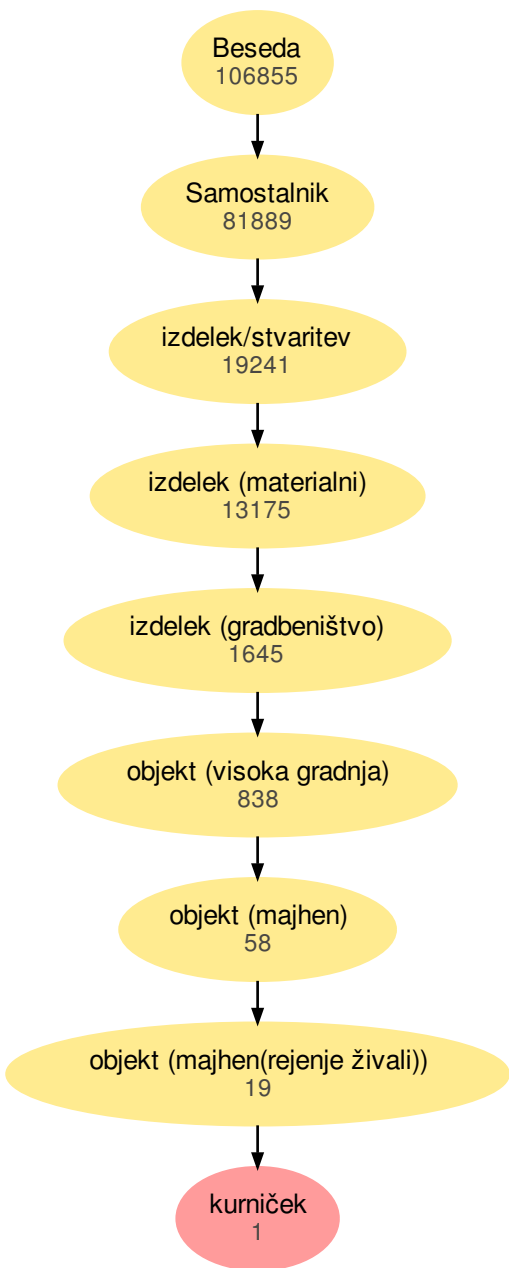 Beseda
106855
Samostalnik
81889
izdelek/stvaritev
19241
izdelek (materialni)
13175
izdelek (gradbeništvo)
1645
objekt (visoka gradnja)
838
objekt (majhen)
58
objekt (majhen(rejenje živali))
19
kurniček
1